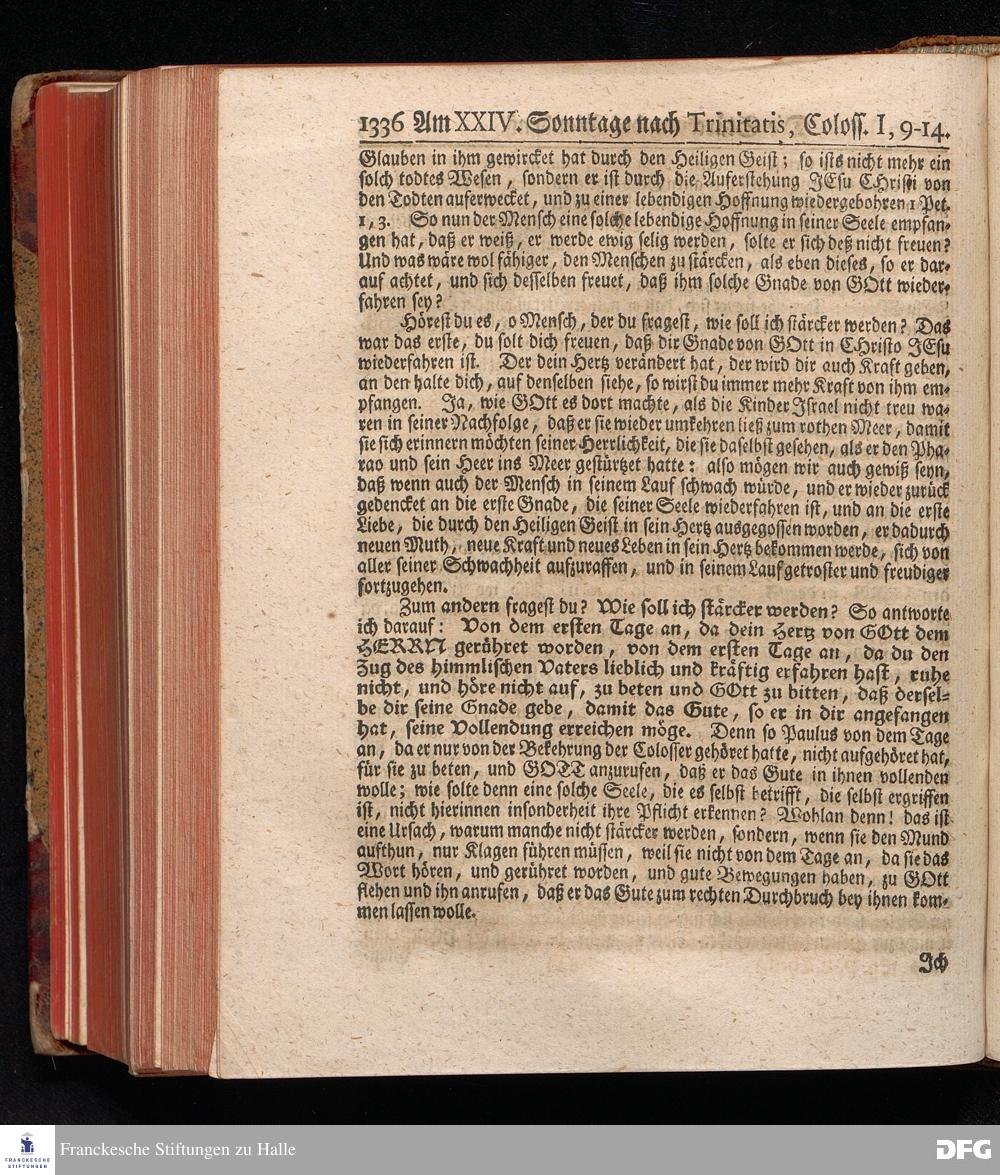 1336 Am XXIV. Sonntage nach Trinitatis, Coloss. I, 9-14.
Glauben in ihm gewircket hat durch den Heiligen Geist; so ists nicht mehr ein
solch todtes Wesen, sondern er ist durch die Auferstehung JEsu CHristi von
den Todten auferwecket, und zu einer lebendigen Hoffnung wiedergebohren 1 Pet.
1, 3. So nun der Mensch eine solche lebendige Hoffnung in seiner Seele empfan-
gen hat, daß er weiß, er werde ewig selig werden, solte er sich deß nicht freuen?
Und was wäre wol fähiger, den Menschen zu stärcken, als eben dieses, so er dar-
auf achtet, und sich desselben freuet, daß ihm solche Gnade von GOtt wieder-
fahren sey?
Hörest du es, o Mensch, der du fragest, wie soll ich stärcker werden? Das
war das erste, du solt dich freuen, daß dir Gnade von GOtt in CHristo JEsu
wiederfahren ist. Der dein Hertz verändert hat, der wird dir auch Kraft geben,
an den halte dich, auf denselben siehe, so wirst du immer mehr Kraft von ihm em-
pfangen. Ja, wie GOtt es dort machte, als die Kinder Israel nicht treu wa-
ren in seiner Nachfolge, daß er sie wieder umkehren ließ zum rothen Meer, damit
sie sich erinnern möchten seiner Herrlichkeit, die sie daselbst gesehen, als er den Pha-
rao und sein Heer ins Meer gestürtzet hatte: also mögen wir auch gewiß seyn,
daß wenn auch der Mensch in seinem Lauf schwach würde, und er wieder zurück
gedencket an die erste Gnade, die seiner Seele wiederfahren ist, und an die erste
Liebe, die durch den Heiligen Geist in sein Hertz ausgegossen worden, er dadurch
neuen Muth, neue Kraft und neues Leben in sein Hertz bekommen werde, sich von
aller seiner Schwachheit aufzuraffen, und in seinem Lauf getroster und freudiger
fortzugehen.
Zum andern fragest du? Wie soll ich stärcker werden? So antworte
ich darauf: Von dem ersten Tage an, da dein Hertz von GOtt dem
HERRN gerühret worden, von dem ersten Tage an, da du den
Zug des himmlischen Vaters lieblich und kräftig erfahren hast, ruhe
nicht, und höre nicht auf, zu beten und GOtt zu bitten, daß dersel-
be dir seine Gnade gebe, damit das Gute, so er in dir angefangen
hat, seine Vollendung erreichen möge. Denn so Paulus von dem Tage
an, da er nur von der Bekehrung der Colosser gehöret hatte, nicht aufgehöret hat,
für sie zu beten, und GOTT anzurufen, daß er das Gute in ihnen vollenden
wolle; wie solte denn eine solche Seele, die es selbst betrifft, die selbst ergriffen
ist, nicht hierinnen insonderheit ihre Pflicht erkennen? Wohlan denn! das ist
eine Ursach, warum manche nicht stärcker werden, sondern, wenn sie den Mund
aufthun, nur Klagen führen müssen, weil sie nicht von dem Tage an, da sie das
Wort hören, und gerühret worden, und gute Bewegungen haben, zu GOtt
flehen und ihn anrufen, daß er das Gute zum rechten Durchbruch bey ihnen kom-
men lassen wolle.
Ich
FRANCKESCHE
STIFTUNGEN
Franckesche Stiftungen zu Halle
DFG